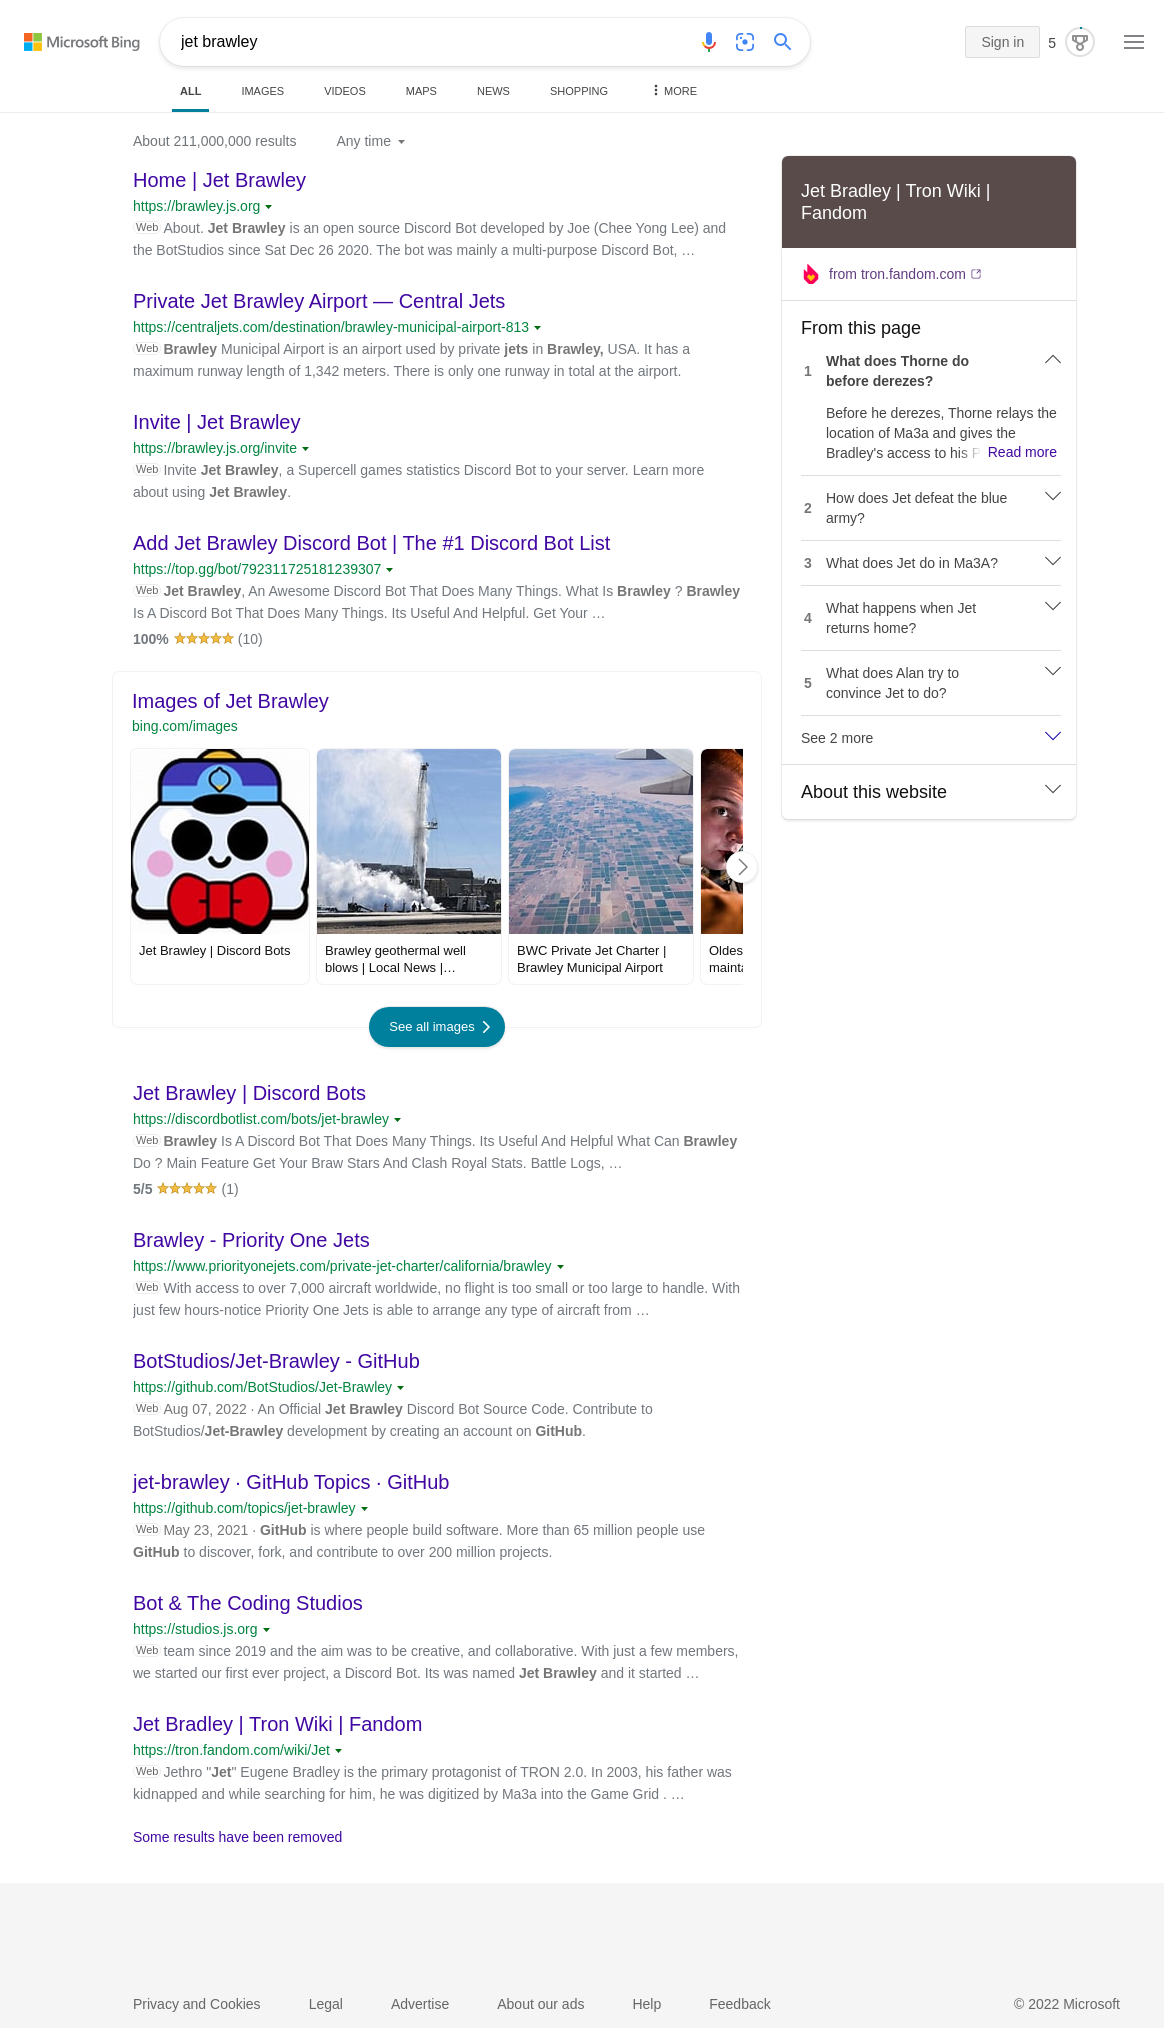 Microsoft Bing
jet brawley
Sign in
5
ALL
IMAGES
VIDEOS
MAPS
NEWS
SHOPPING
MORE
About 211,000,000 results
Any time
Home | Jet Brawley
https://brawley.js.org
Web About. Jet Brawley is an open source Discord Bot developed by Joe (Chee Yong Lee) and
the BotStudios since Sat Dec 26 2020. The bot was mainly a multi-purpose Discord Bot, …
Private Jet Brawley Airport — Central Jets
https://centraljets.com/destination/brawley-municipal-airport-813
Web Brawley Municipal Airport is an airport used by private jets in Brawley, USA. It has a
maximum runway length of 1,342 meters. There is only one runway in total at the airport.
Invite | Jet Brawley
https://brawley.js.org/invite
Web Invite Jet Brawley, a Supercell games statistics Discord Bot to your server. Learn more
about using Jet Brawley.
Add Jet Brawley Discord Bot | The #1 Discord Bot List
https://top.gg/bot/792311725181239307
Web Jet Brawley, An Awesome Discord Bot That Does Many Things. What Is Brawley ? Brawley
Is A Discord Bot That Does Many Things. Its Useful And Helpful. Get Your …
100% (10)
Images of Jet Brawley
bing.com/images
Jet Brawley | Discord Bots
Brawley geothermal well
blows | Local News |…
BWC Private Jet Charter |
Brawley Municipal Airport
Oldes
mainta
See all images
Jet Brawley | Discord Bots
https://discordbotlist.com/bots/jet-brawley
Web Brawley Is A Discord Bot That Does Many Things. Its Useful And Helpful What Can Brawley
Do ? Main Feature Get Your Braw Stars And Clash Royal Stats. Battle Logs, …
5/5 (1)
Brawley - Priority One Jets
https://www.priorityonejets.com/private-jet-charter/california/brawley
Web With access to over 7,000 aircraft worldwide, no flight is too small or too large to handle. With
just few hours-notice Priority One Jets is able to arrange any type of aircraft from …
BotStudios/Jet-Brawley - GitHub
https://github.com/BotStudios/Jet-Brawley
Web Aug 07, 2022 · An Official Jet Brawley Discord Bot Source Code. Contribute to
BotStudios/Jet-Brawley development by creating an account on GitHub.
jet-brawley · GitHub Topics · GitHub
https://github.com/topics/jet-brawley
Web May 23, 2021 · GitHub is where people build software. More than 65 million people use
GitHub to discover, fork, and contribute to over 200 million projects.
Bot & The Coding Studios
https://studios.js.org
Web team since 2019 and the aim was to be creative, and collaborative. With just a few members,
we started our first ever project, a Discord Bot. Its was named Jet Brawley and it started …
Jet Bradley | Tron Wiki | Fandom
https://tron.fandom.com/wiki/Jet
Web Jethro "Jet" Eugene Bradley is the primary protagonist of TRON 2.0. In 2003, his father was
kidnapped and while searching for him, he was digitized by Ma3a into the Game Grid . …
Some results have been removed
Jet Bradley | Tron Wiki |
Fandom
from tron.fandom.com
From this page
1 What does Thorne do
before derezes?
Before he derezes, Thorne relays the
location of Ma3a and gives the
Bradley's access to his P Read more
2 How does Jet defeat the blue
army?
3 What does Jet do in Ma3A?
4 What happens when Jet
returns home?
5 What does Alan try to
convince Jet to do?
See 2 more
About this website
Privacy and Cookies
Legal
Advertise
About our ads
Help
Feedback
© 2022 Microsoft